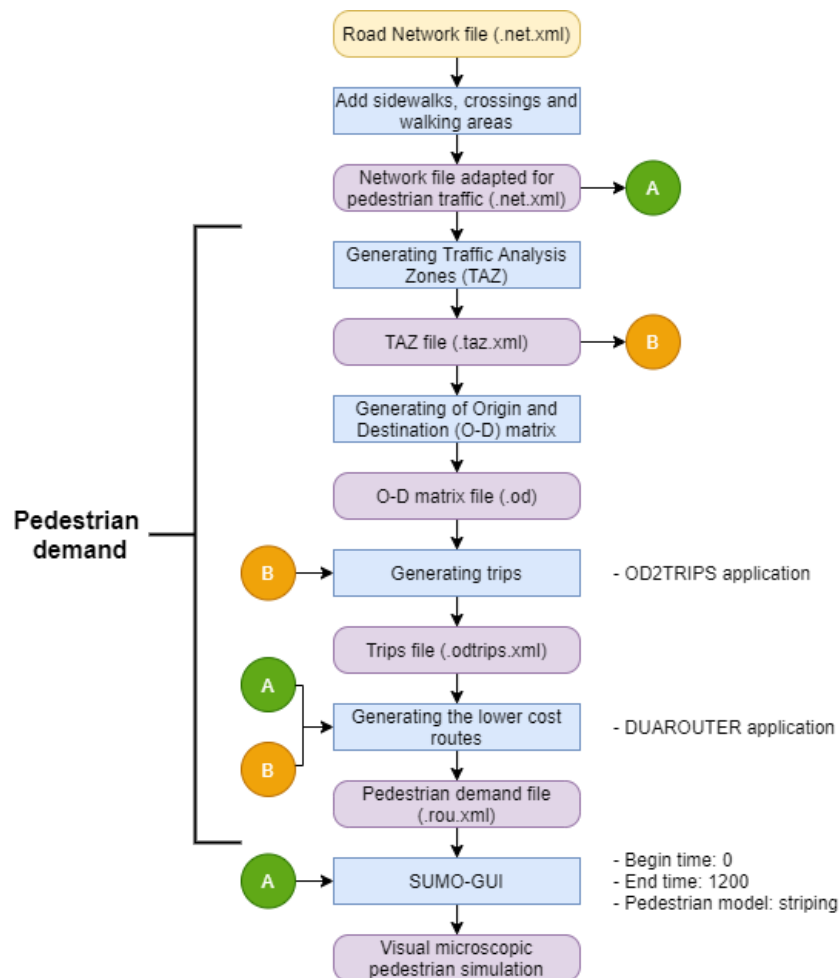 Road Network file (.net.xml)
Add sidewalks, crossings and
walking areas
Network file adapted for
pedestrian traffic (.net.xml)
A
Generating Traffic Analysis
Zones (TAZ)
TAZ file (.taz.xml)
B
Generating of Origin and
Destination (O-D) matrix
O-D matrix file (.od)
Pedestrian
demand
B
Generating trips
- OD2TRIPS application
Trips file (.odtrips.xml)
A
B
Generating the lower cost
routes
- DUAROUTER application
Pedestrian demand file
(.rou.xml)
A
SUMO-GUI
- Begin time: 0
- End time: 1200
- Pedestrian model: striping
Visual microscopic
pedestrian simulation